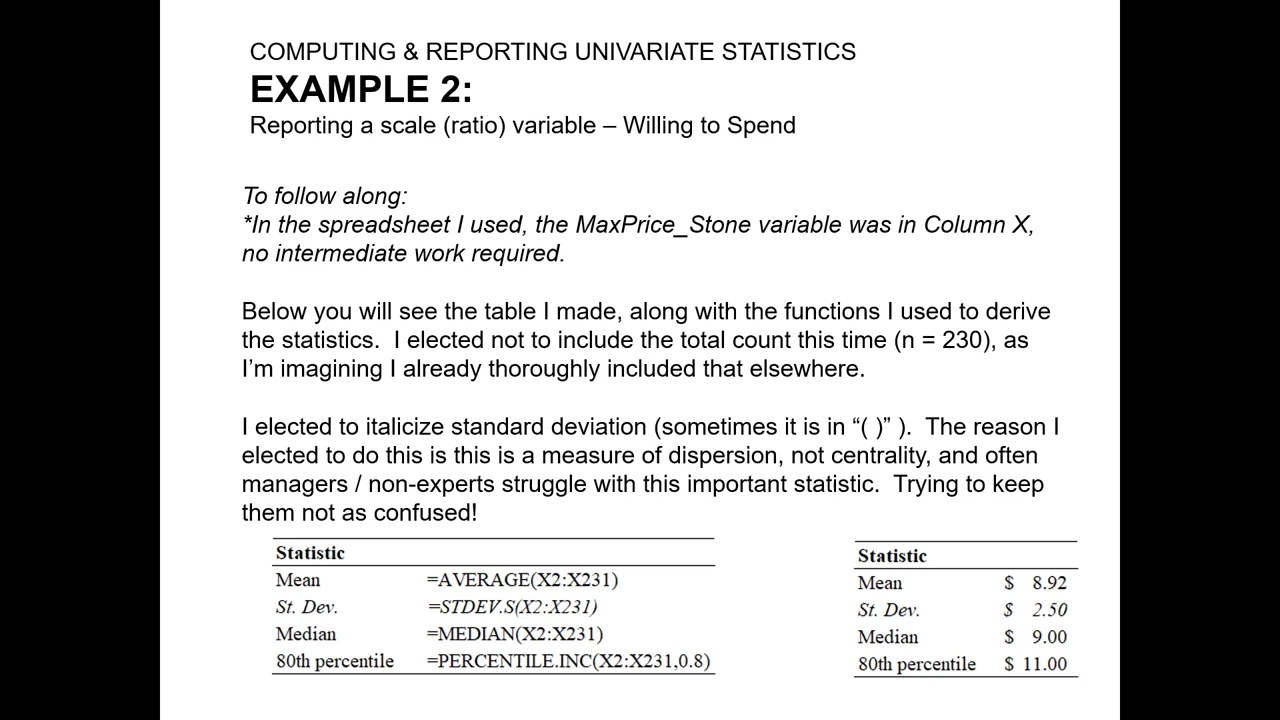 COMPUTING & REPORTING UNIVARIATE STATISTICS
EXAMPLE 2:
Reporting a scale (ratio) variable – Willing to Spend
To follow along:
*In the spreadsheet I used, the MaxPrice_Stone variable was in Column X,
no intermediate work required.
Below you will see the table I made, along with the functions I used to derive
the statistics.  I elected not to include the total count this time (n = 230), as
I’m imagining I already thoroughly included that elsewhere.
I elected to italicize standard deviation (sometimes it is in “( )” ).  The reason I
elected to do this is this is a measure of dispersion, not centrality, and often
managers / non-experts struggle with this important statistic.  Trying to keep
them not as confused!
Statistic
Mean =AVERAGE(X2:X231)
St. Dev. =STDEV.S(X2:X231)
Median =MEDIAN(X2:X231)
80th percentile =PERCENTILE.INC(X2:X231,0.8)
Statistic
Mean $ 8.92
St. Dev. $ 2.50
Median $ 9.00
80th percentile $ 11.00